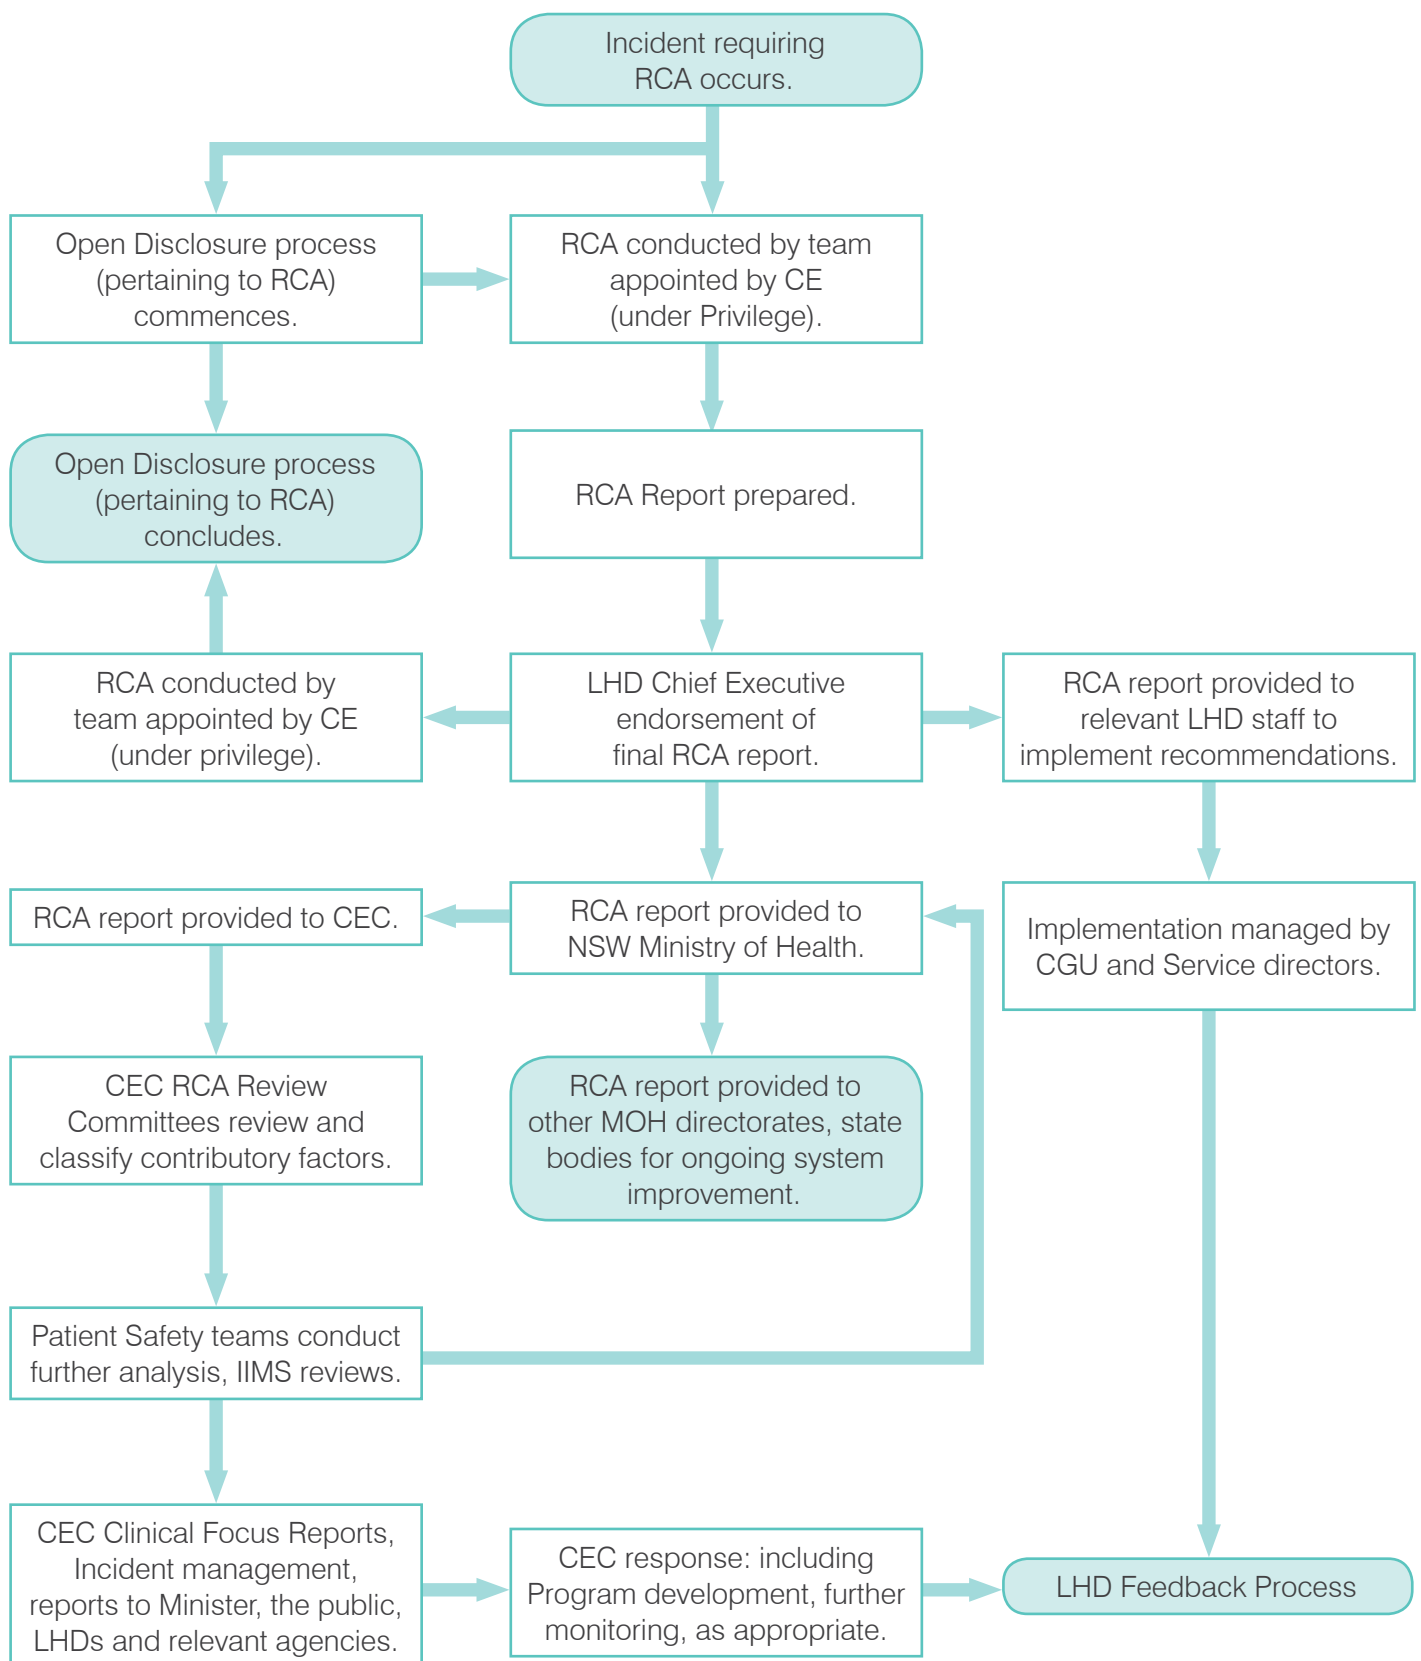 Incident requiring
RCA occurs.
Open Disclosure process
(pertaining to RCA)
commences.
RCA conducted by team
appointed by CE
(under Privilege).
Open Disclosure process
(pertaining to RCA)
concludes.
RCA Report prepared.
RCA conducted by
team appointed by CE
(under privilege).
LHD Chief Executive
endorsement of
final RCA report.
RCA report provided to
relevant LHD staff to
implement recommendations.
RCA report provided to CEC.
RCA report provided to
NSW Ministry of Health.
Implementation managed by
CGU and Service directors.
CEC RCA Review
Committees review and
classify contributory factors.
RCA report provided to
other MOH directorates, state
bodies for ongoing system
improvement.
Patient Safety teams conduct
further analysis, IIMS reviews.
CEC Clinical Focus Reports,
Incident management,
reports to Minister, the public,
LHDs and relevant agencies.
CEC response: including
Program development, further
monitoring, as appropriate.
LHD Feedback Process